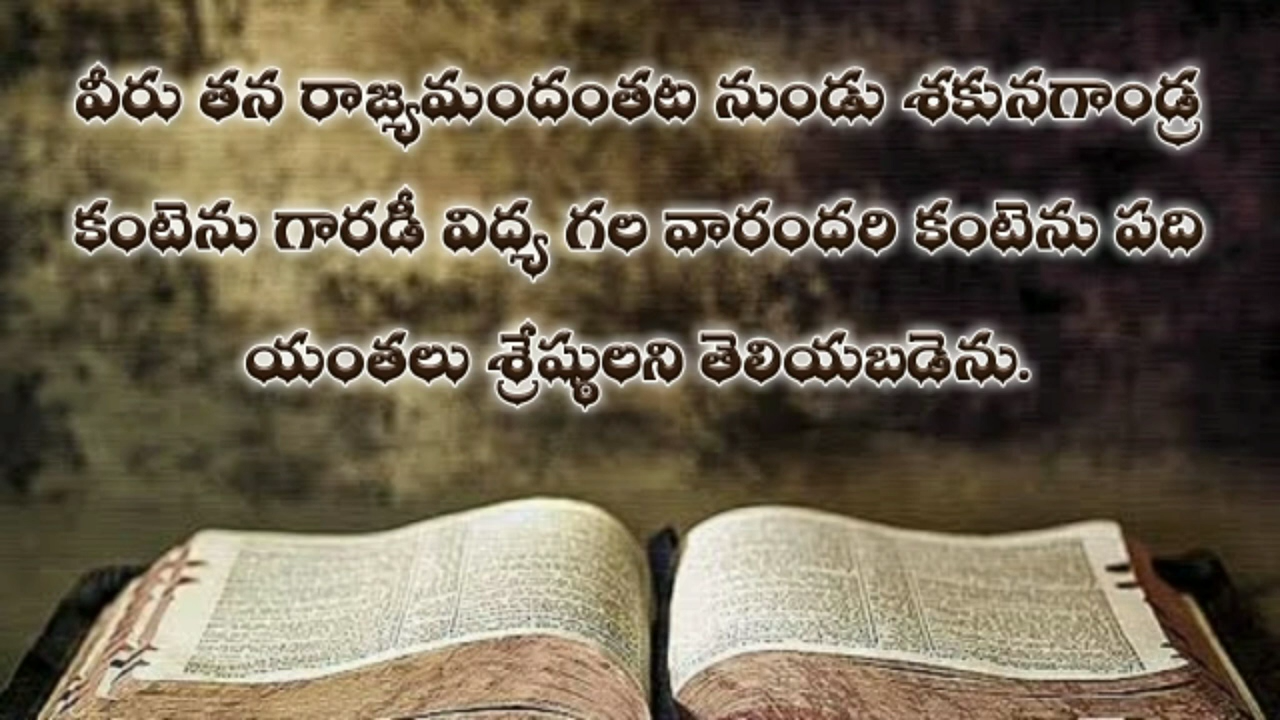 వీరు తన రాజ్యమందంతట నుండు శకునగాండ్ర
కంటెను గారడీ విద్య గల వారందరి కంటెను పది
యంతలు శ్రేష్ఠులని తెలియబడెను.